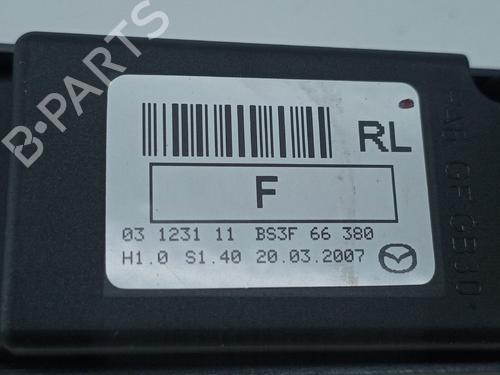 B-PARTS
RL
F
03 1231 11 BS3F 66 380
H1.0 S1.40 20.03.2007